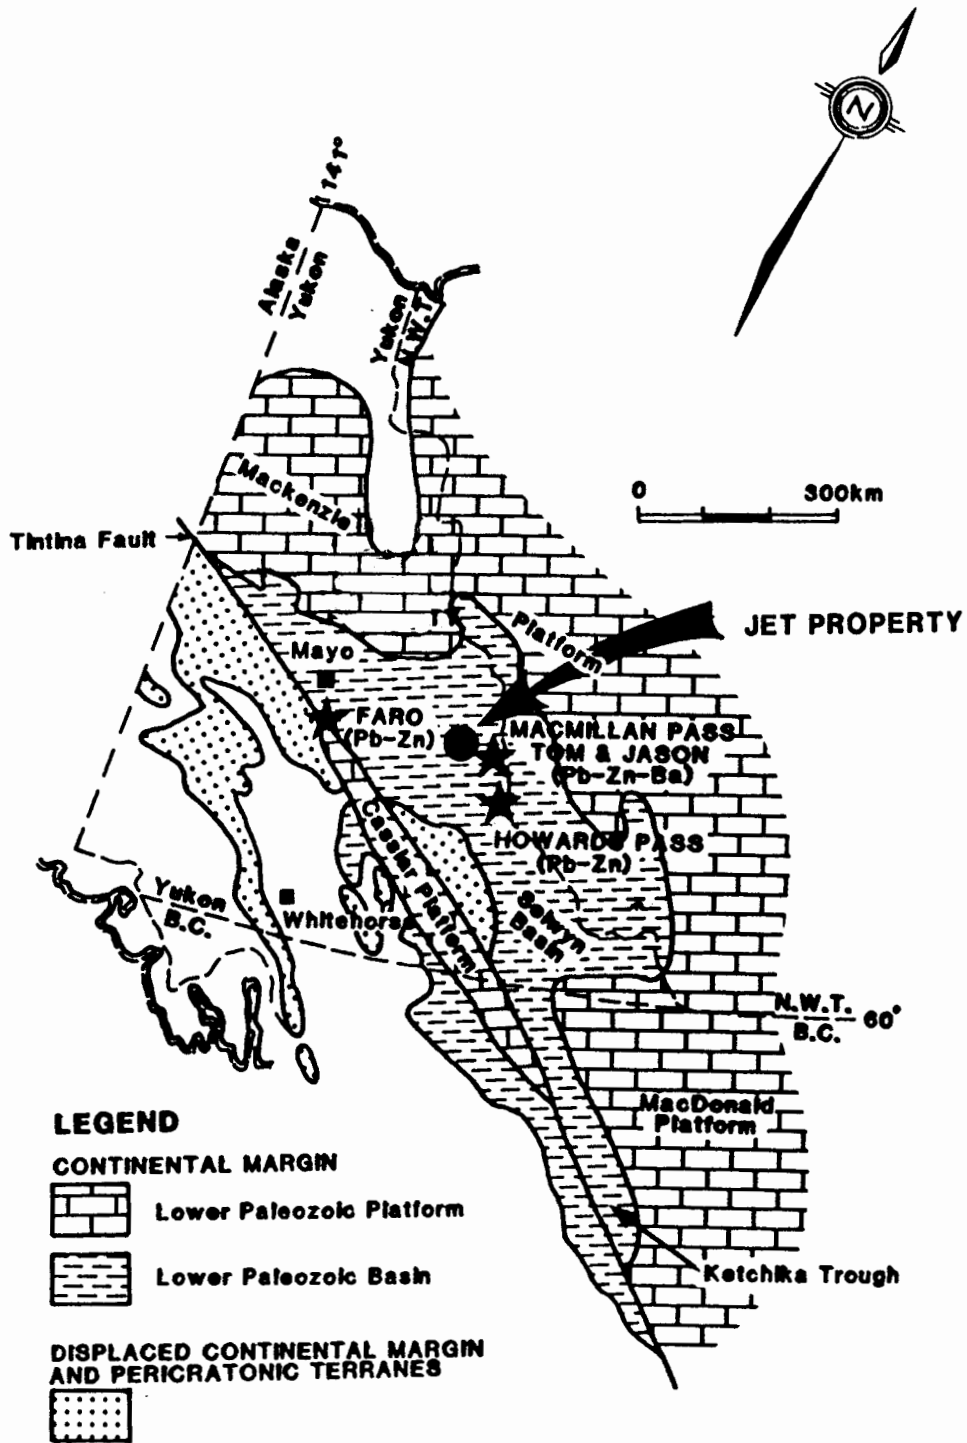 N
141°
Alaska
Yukon
Yukon
N.W.T.
Mackenzie
0 300km
Tintina Fault
Platform
JET PROPERTY
Mayo
FARO
(Pb-Zn)
MACMILLAN PASS
TOM & JASON
(Pb-Zn-Ba)
HOWARDS PASS
(Pb-Zn)
Cassiar Platform
Selwyn
Basin
Yukon
B.C.
Whitehorse
N.W.T.
B.C.
60°
MacDonald
Platform
Ketchika Trough
LEGEND
CONTINENTAL MARGIN
Lower Paleozoic Platform
Lower Paleozoic Basin
DISPLACED CONTINENTAL MARGIN
AND PERICRATONIC TERRANES